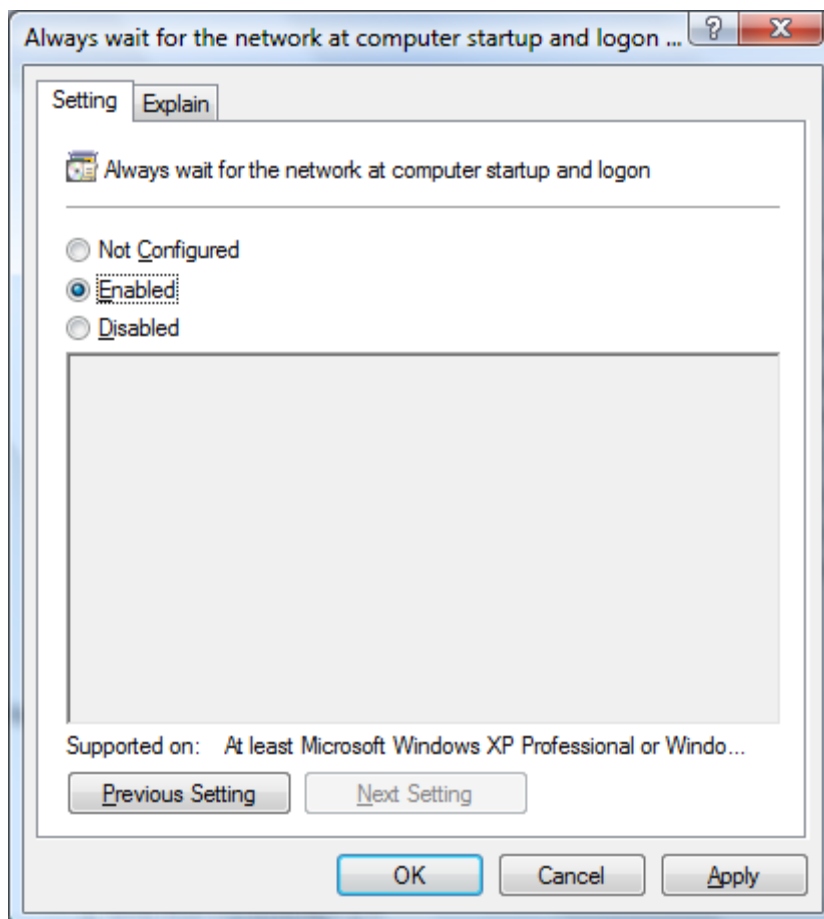 Always wait for the network at computer startup and logon ...
Setting Explain
Always wait for the network at computer startup and logon
Not Configured
Enabled
Disabled
Supported on: At least Microsoft Windows XP Professional or Windo...
Previous Setting Next Setting
OK Cancel Apply